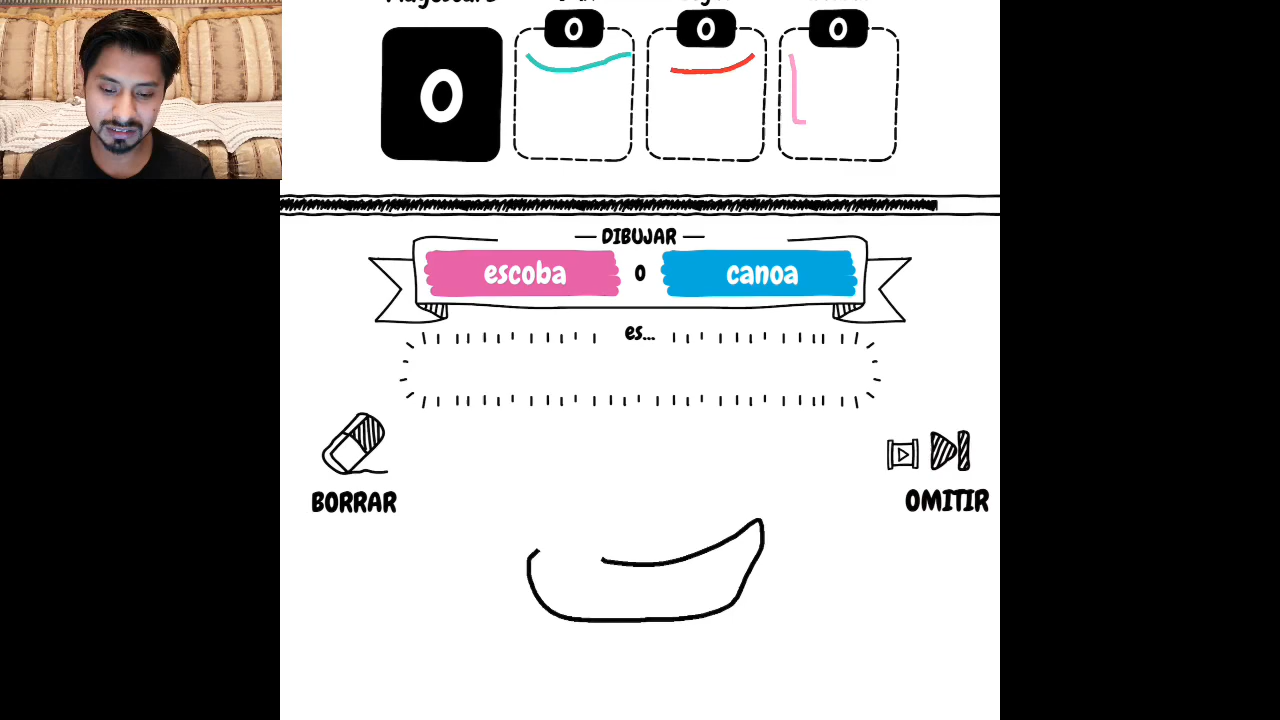 0 0 0 0
DIBUJAR
escoba o canoa
es...
BORRAR
OMITIR